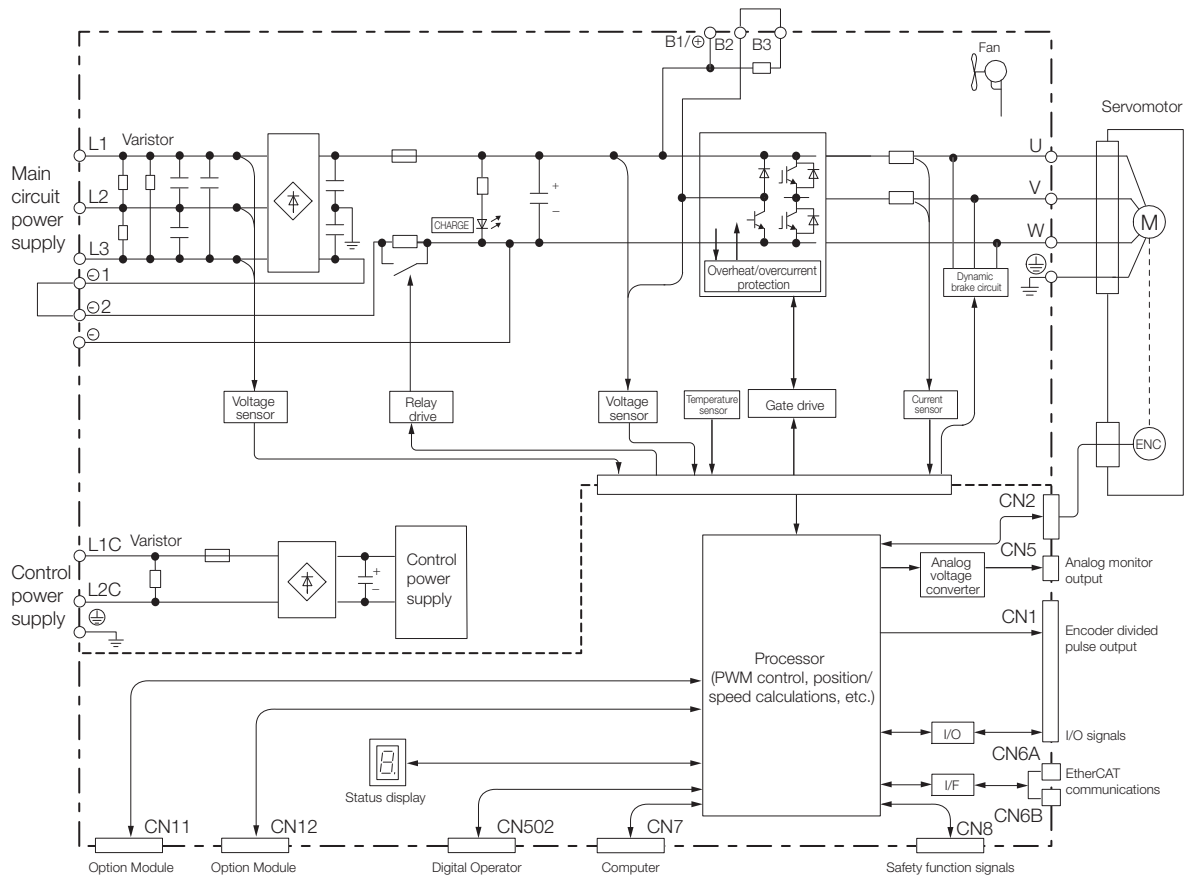 B1/⊕
B2
B3
Fan
Servomotor
Main
circuit
power
supply
L1
Varistor
L2
L3
⊖1
⊖2
⊖
CHARGE
+
–
Overheat/overcurrent
protection
U
V
W
M
Dynamic
brake circuit
Voltage
sensor
Relay
drive
Voltage
sensor
Temperature
sensor
Gate drive
Current
sensor
ENC
Control
power
supply
L1C
Varistor
L2C
+
–
Control
power
supply
CN2
CN5
Analog
voltage
converter
Analog monitor
output
CN1
Encoder divided
pulse output
Processor
(PWM control, position/
speed calculations, etc.)
I/O
I/O signals
CN6A
I/F
EtherCAT
communications
CN6B
8.
Status display
CN11
CN12
CN502
CN7
CN8
Option Module
Option Module
Digital Operator
Computer
Safety function signals